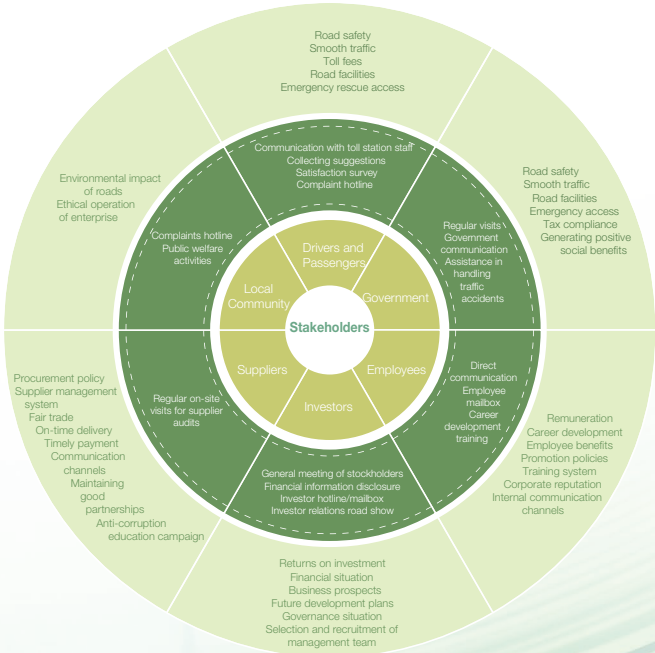 Road safety
Smooth traffic
Toll fees
Road facilities
Emergency rescue access
Communication with toll station staff
Collecting suggestions
Satisfaction survey
Complaint hotline
Drivers and
Passengers
Road safety
Smooth traffic
Road facilities
Emergency access
Tax compliance
Generating positive
social benefits
Regular visits
Government
communication
Assistance in
handling
traffic
accidents
Government
Remuneration
Career development
Employee benefits
Promotion policies
Training system
Corporate reputation
Internal communication
channels
Direct
communication
Employee
mailbox
Career
development
training
Employees
Returns on investment
Financial situation
Business prospects
Future development plans
Governance situation
Selection and recruitment of
management team
General meeting of stockholders
Financial information disclosure
Investor hotline/mailbox
Investor relations road show
Investors
Procurement policy
Supplier management
system
Fair trade
On-time delivery
Timely payment
Communication
channels
Maintaining
good
partnerships
Anti-corruption
education campaign
Regular on-site
visits for supplier
audits
Suppliers
Environmental impact
of roads
Ethical operation
of enterprise
Complaints hotline
Public welfare
activities
Local
Community
Stakeholders